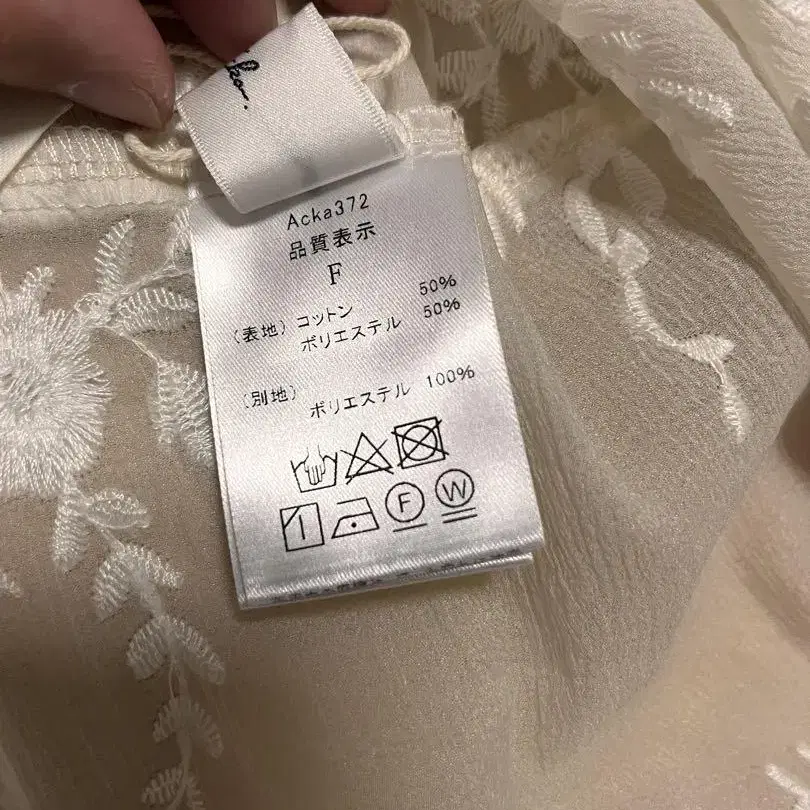 Acka372
品質表示
F
(表地) コットン 50%
ポリエステル 50%
(別地) ポリエステル 100%
F W